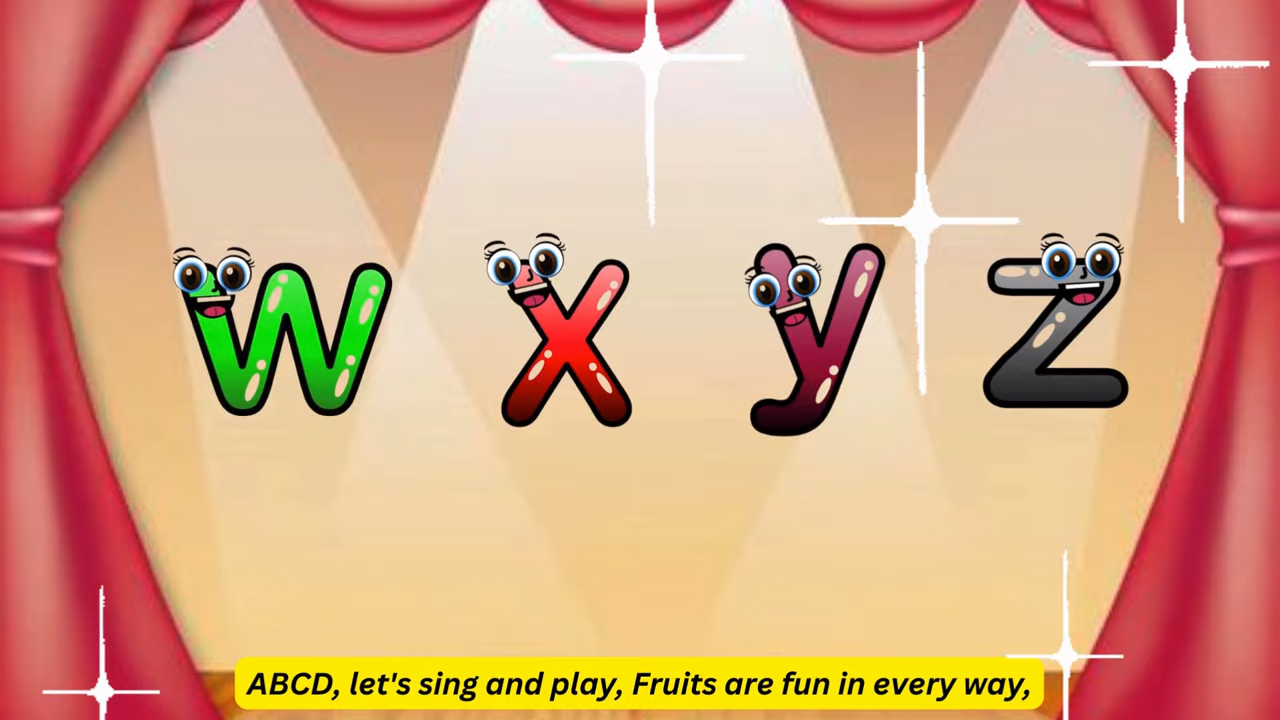 w x y z
ABCD, let's sing and play, Fruits are fun in every way,